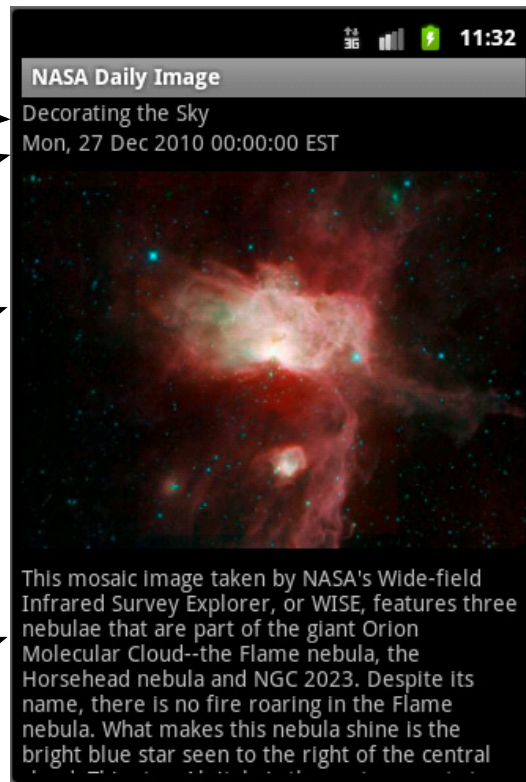 3G 11:32
NASA Daily Image
Decorating the Sky
Mon, 27 Dec 2010 00:00:00 EST
This mosaic image taken by NASA's Wide-field
Infrared Survey Explorer, or WISE, features three
nebulae that are part of the giant Orion
Molecular Cloud--the Flame nebula, the
Horsehead nebula and NGC 2023. Despite its
name, there is no fire roaring in the Flame
nebula. What makes this nebula shine is the
bright blue star seen to the right of the central